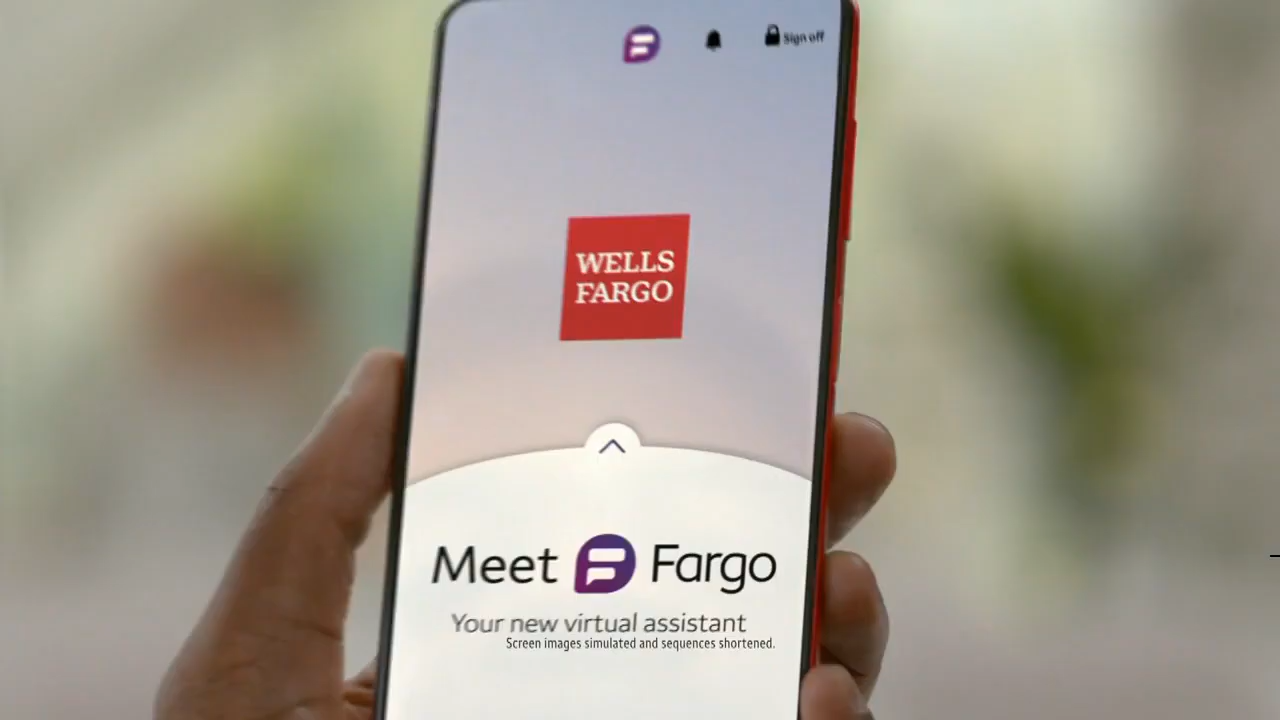 Sign off
WELLS
FARGO
Meet Fargo
Your new virtual assistant
Screen images simulated and sequences shortened.